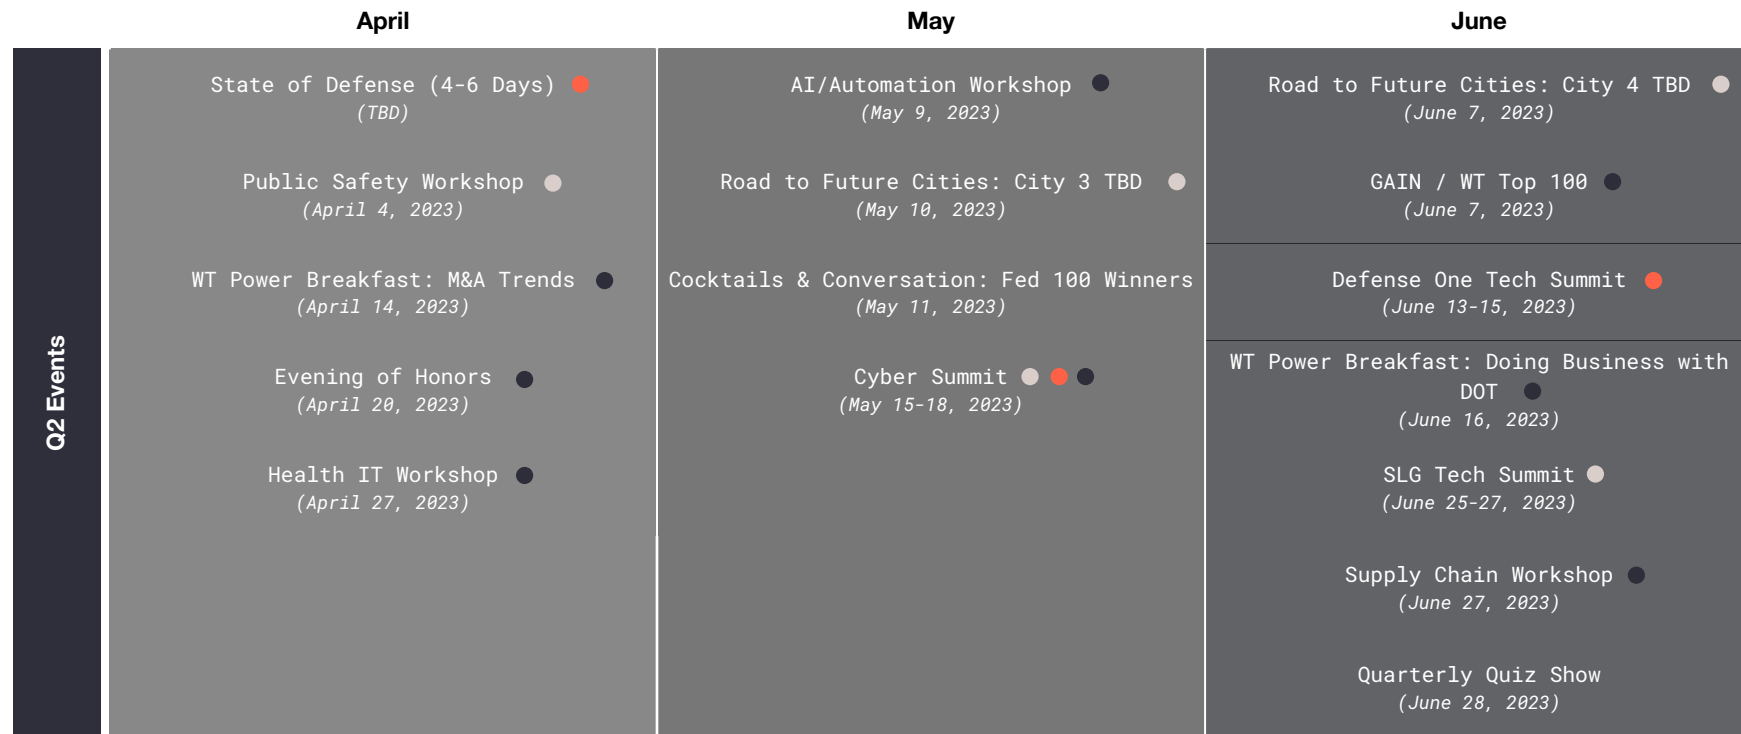 April
May
June
Q2 Events
State of Defense (4-6 Days)
(TBD)
Public Safety Workshop
(April 4, 2023)
WT Power Breakfast: M&A Trends
(April 14, 2023)
Evening of Honors
(April 20, 2023)
Health IT Workshop
(April 27, 2023)
AI/Automation Workshop
(May 9, 2023)
Road to Future Cities: City 3 TBD
(May 10, 2023)
Cocktails & Conversation: Fed 100 Winners
(May 11, 2023)
Cyber Summit
(May 15-18, 2023)
Road to Future Cities: City 4 TBD
(June 7, 2023)
GAIN / WT Top 100
(June 7, 2023)
Defense One Tech Summit
(June 13-15, 2023)
WT Power Breakfast: Doing Business with
DOT
(June 16, 2023)
SLG Tech Summit
(June 25-27, 2023)
Supply Chain Workshop
(June 27, 2023)
Quarterly Quiz Show
(June 28, 2023)